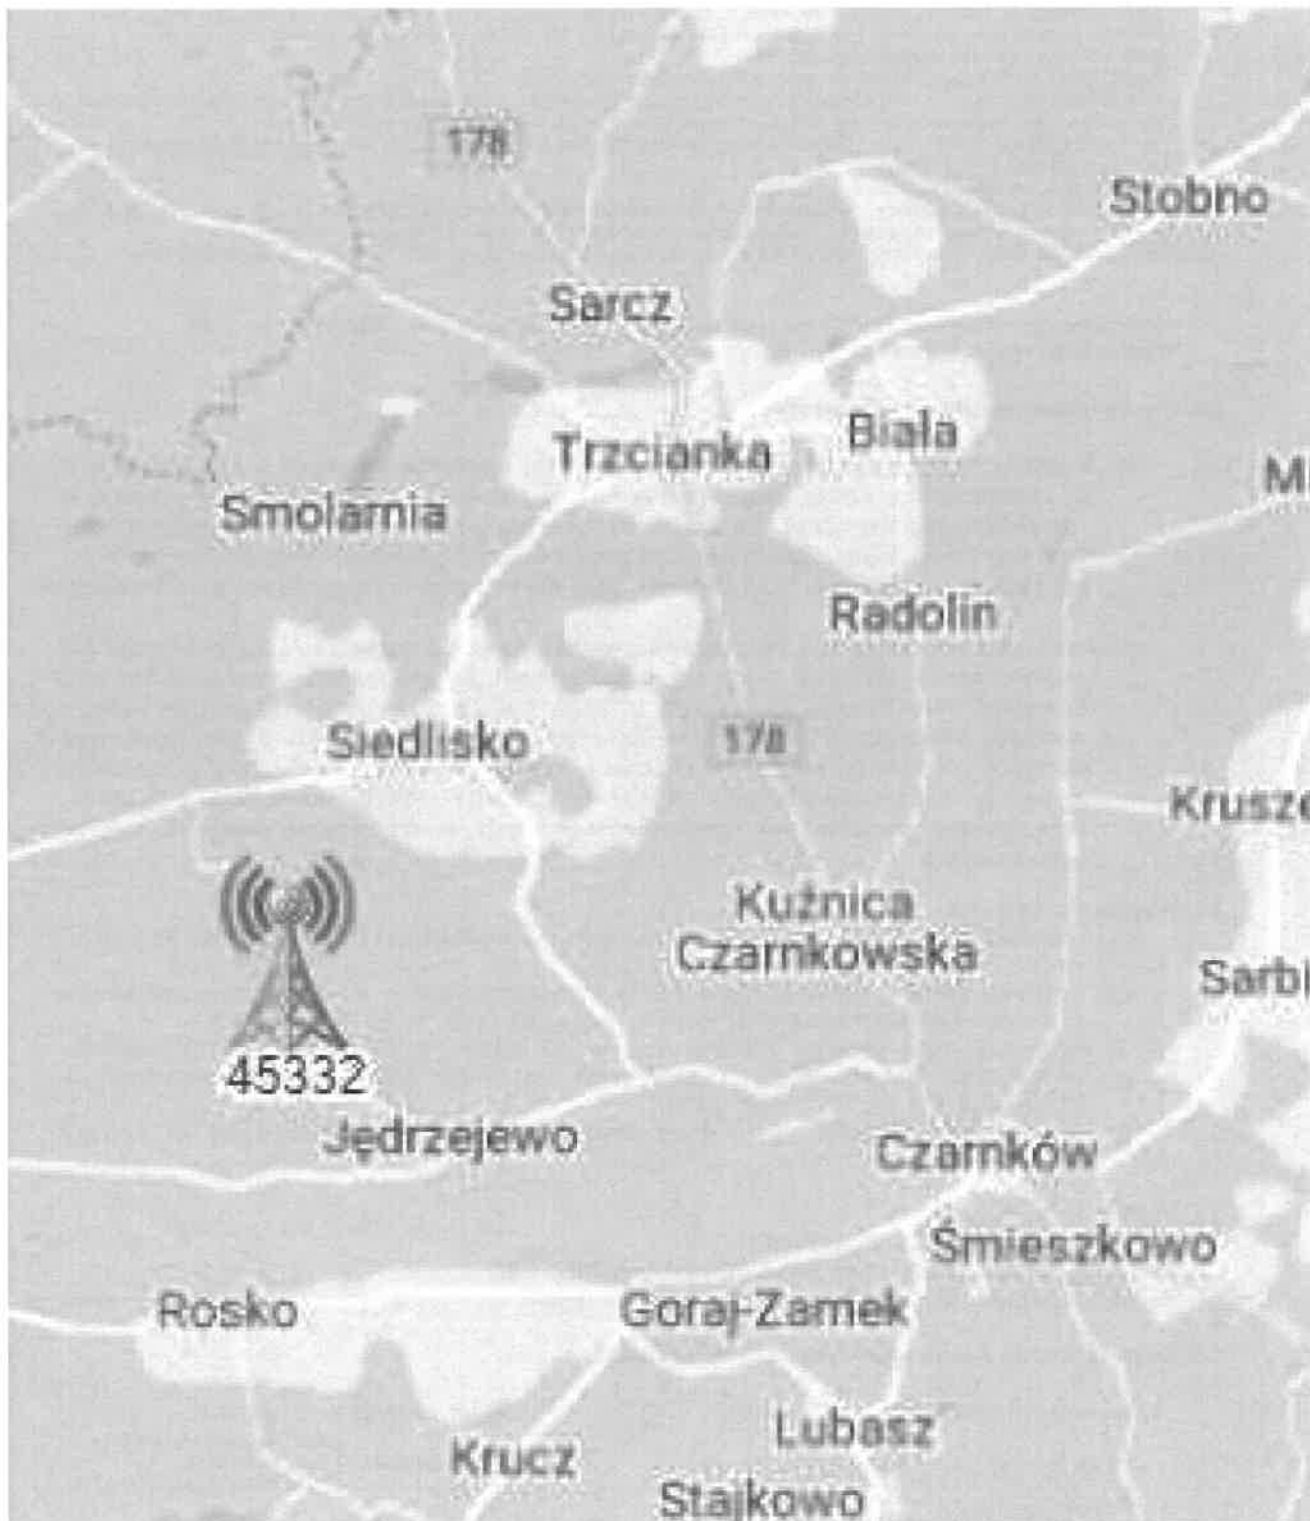 178
Stobno
Sarcz
Biała
Trzcianka
Smolarnia
Radolin
Siedlisko
178
Kuźnica
Czarnkowska
45332
Jędrzejewo
Czarnków
Śmieszkowo
Rosko
Goraj-Zamek
Lubasz
Krucz
Stajkowo